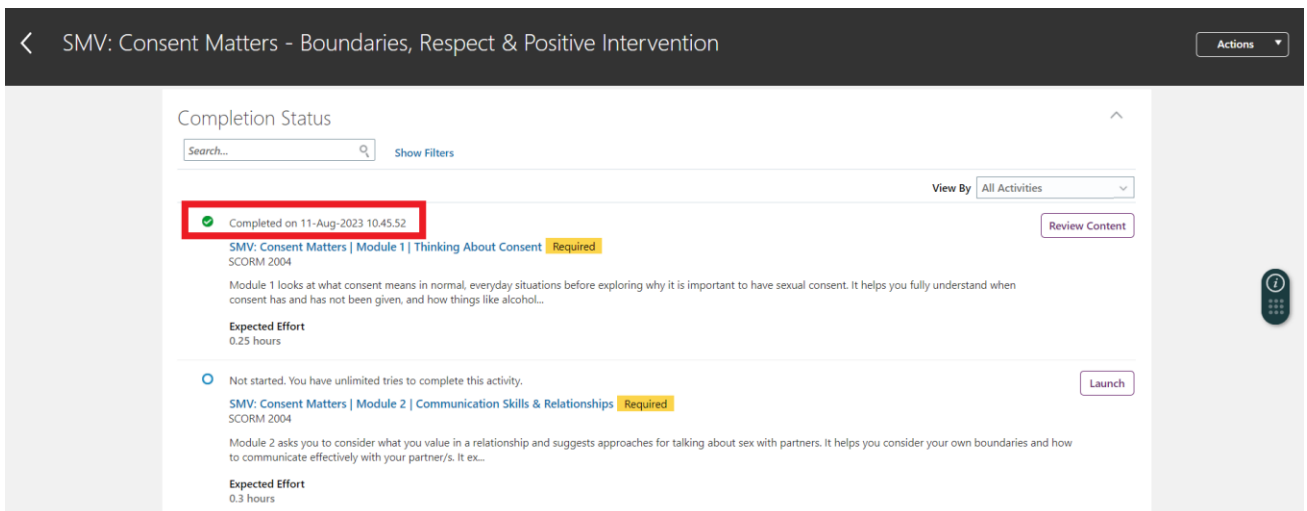 SMV: Consent Matters - Boundaries, Respect & Positive Intervention
Actions
Completion Status
Search...
Show Filters
View By All Activities
Completed on 11-Aug-2023 10.45.52
Review Content
SMV: Consent Matters | Module 1 | Thinking About Consent Required
SCORM 2004
Module 1 looks at what consent means in normal, everyday situations before exploring why it is important to have sexual consent. It helps you fully understand when
consent has and has not been given, and how things like alcohol...
Expected Effort
0.25 hours
Not started. You have unlimited tries to complete this activity.
Launch
SMV: Consent Matters | Module 2 | Communication Skills & Relationships Required
SCORM 2004
Module 2 asks you to consider what you value in a relationship and suggests approaches for talking about sex with partners. It helps you consider your own boundaries and how
to communicate effectively with your partner/s. It ex...
Expected Effort
0.3 hours